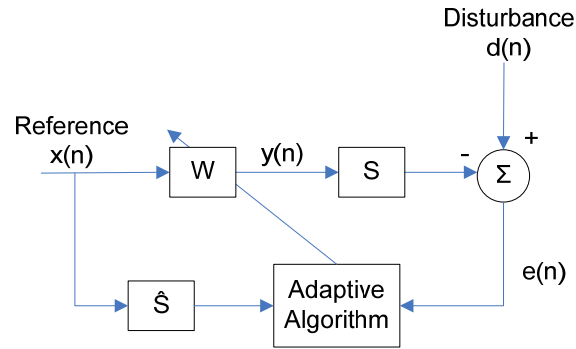 Disturbance
d(n)
Reference
x(n)
W
y(n)
S
-
+
Σ
Ŝ
Adaptive
Algorithm
e(n)